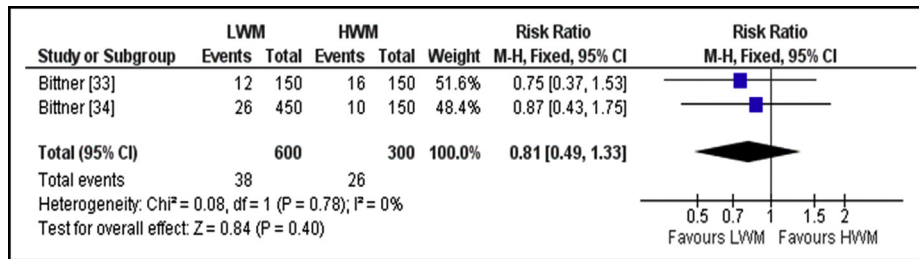 LWM HWM Risk Ratio Risk Ratio
Study or Subgroup Events Total Events Total Weight M-H, Fixed, 95% CI M-H, Fixed, 95% CI
Bittner [33] 12 150 16 150 51.6% 0.75 [0.37, 1.53]
Bittner [34] 26 450 10 150 48.4% 0.87 [0.43, 1.75]
Total (95% CI) 600 300 100.0% 0.81 [0.49, 1.33]
Total events 38 26
Heterogeneity: Chi² = 0.08, df = 1 (P = 0.78); I² = 0%
Test for overall effect: Z = 0.84 (P = 0.40)
0.5 0.7 1 1.5 2
Favours LWM Favours HWM